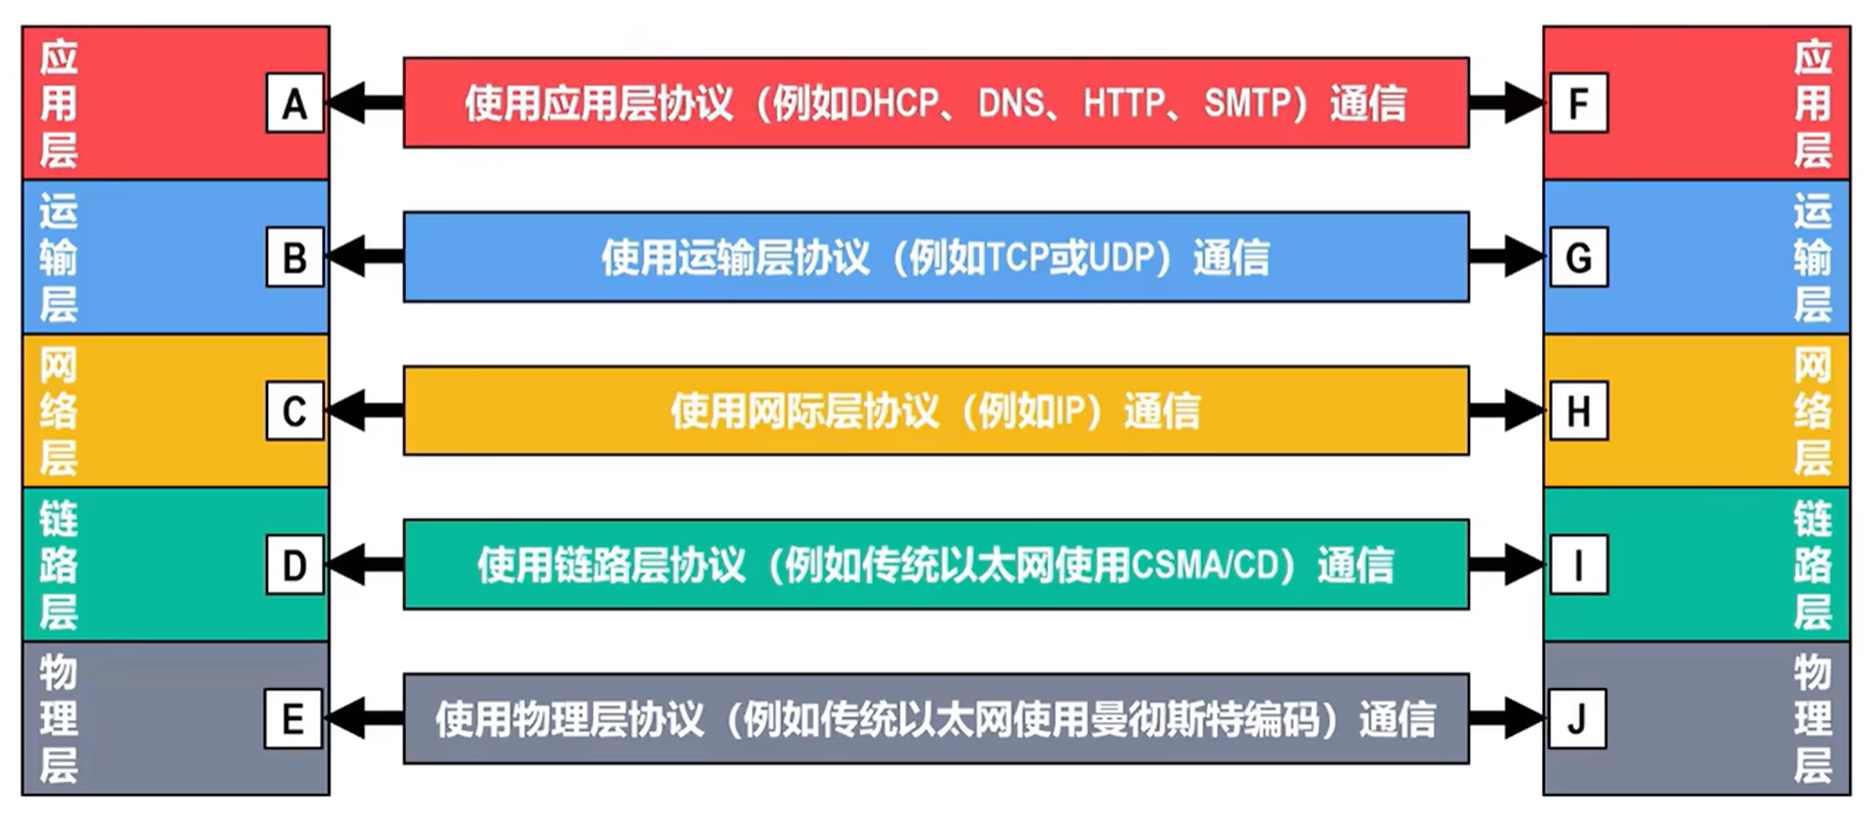 应用层
A
使用应用层协议（例如DHCP、DNS、HTTP、SMTP）通信
F
应用层
运输层
B
使用运输层协议（例如TCP或UDP）通信
G
运输层
网络层
C
使用网际层协议（例如IP）通信
H
网络层
链路层
D
使用链路层协议（例如传统以太网使用CSMA/CD）通信
I
链路层
物理层
E
使用物理层协议（例如传统以太网使用曼彻斯特编码）通信
J
物理层